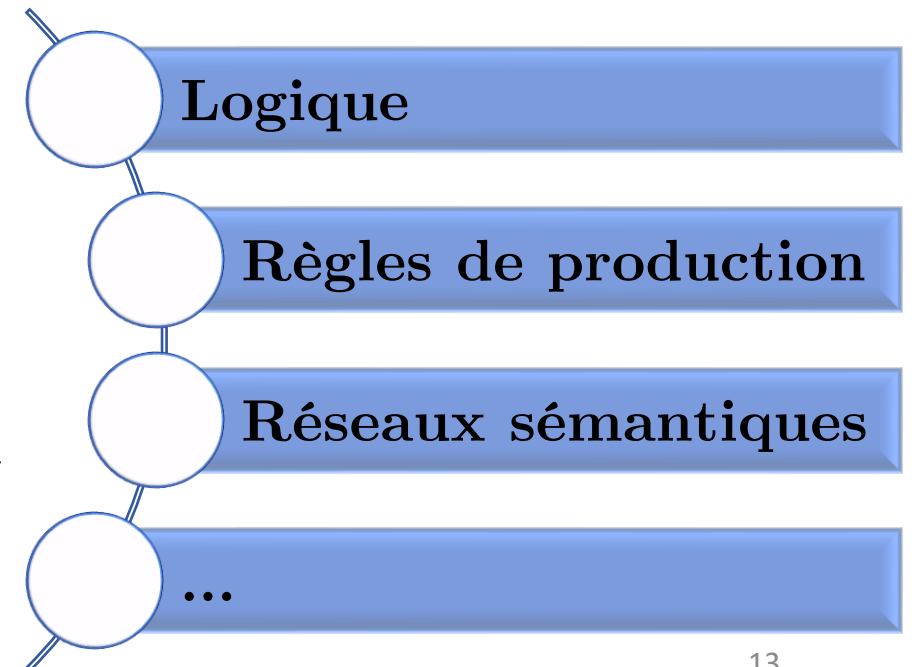 Logique
Règles de production
Réseaux sémantiques
...
13